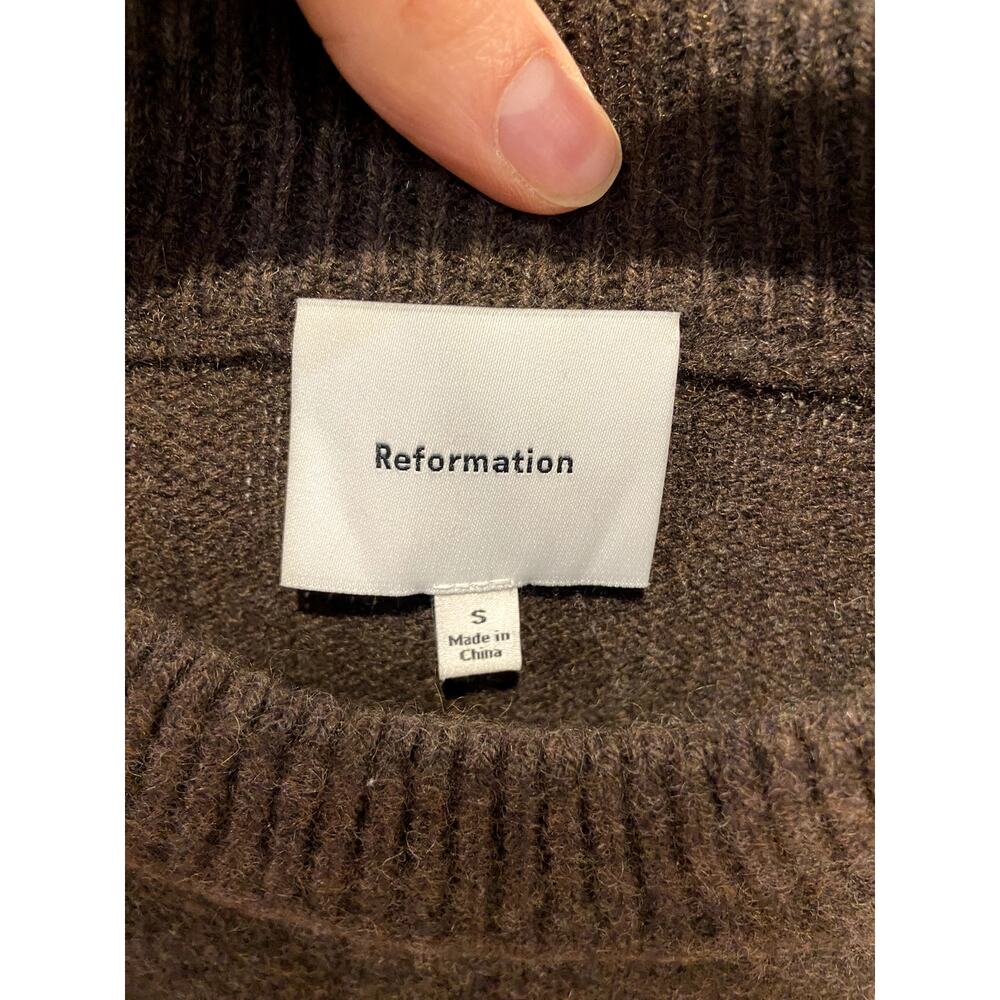 Reformation
S
Made in
China